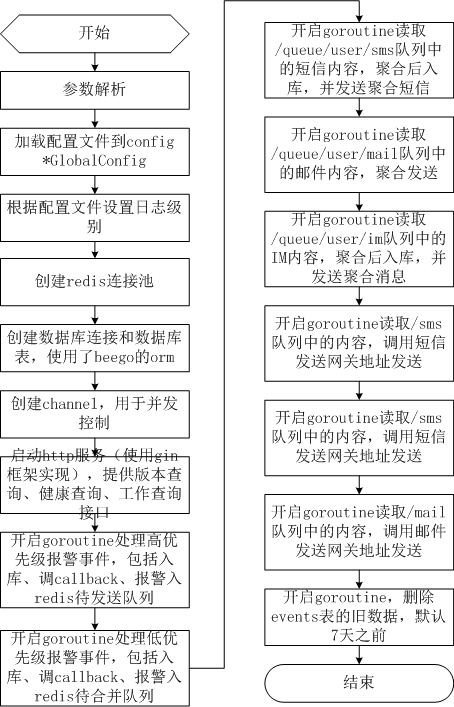 开始
参数解析
加载配置文件到config
*GlobalConfig
根据配置文件设置日志级
别
创建redis连接池
创建数据库连接和数据库
表，使用了beego的orm
创建channel，用于并发
控制
启动http服务（使用gin
框架实现），提供版本查
询、健康查询、工作查询
接口
开启goroutine处理高优
先级报警事件，包括入
库、调callback、报警入
redis待发送队列
开启goroutine处理低优
先级报警事件，包括入
库、调callback、报警入
redis待合并队列
开启goroutine读取
/queue/user/sms队列中
的短信内容，聚合后入
库，并发送聚合短信
开启goroutine读取
/queue/user/mail队列中
的邮件内容，聚合发送
开启goroutine读取
/queue/user/im队列中的
IM内容，聚合后入库，并
发送聚合消息
开启goroutine读取/sms
队列中的内容，调用短信
发送网关地址发送
开启goroutine读取/sms
队列中的内容，调用短信
发送网关地址发送
开启goroutine读取/mail
队列中的内容，调用邮件
发送网关地址发送
开启goroutine，删除
events表的旧数据，默认
7天之前
结束